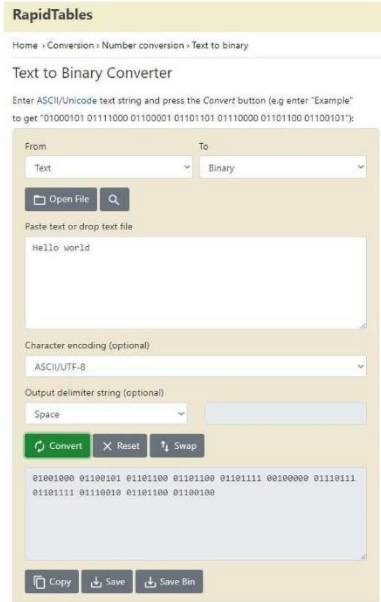 RapidTables
Home › Conversion › Number conversion › Text to binary
Text to Binary Converter
Enter ASCII/Unicode text string and press the Convert button (e.g enter "Example"
to get "01000101 01111000 01100001 01101101 01110000 01101100 01100101"):
From To
Text Binary
Open File
Paste text or drop text file
Hello world
Character encoding (optional)
ASCII/UTF-8
Output delimiter string (optional)
Space
Convert Reset Swap
01001000 01100101 01101100 01101100 01101111 00100000 01110111
01101111 01110010 01101100 01100100
Copy Save Save Bin